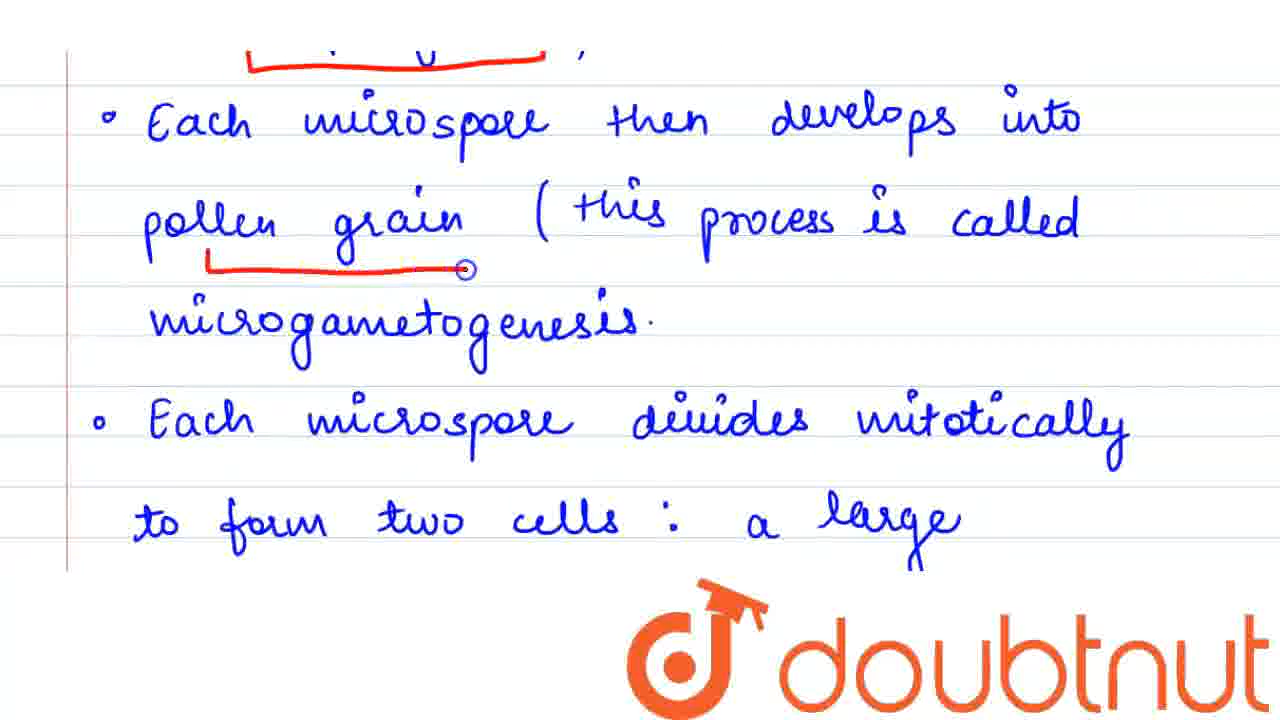 • Each microspore then develops into
pollen grain (this process is called
microgametogenesis.
• Each microspore divides mitotically
to form two cells : a large
doubtnut